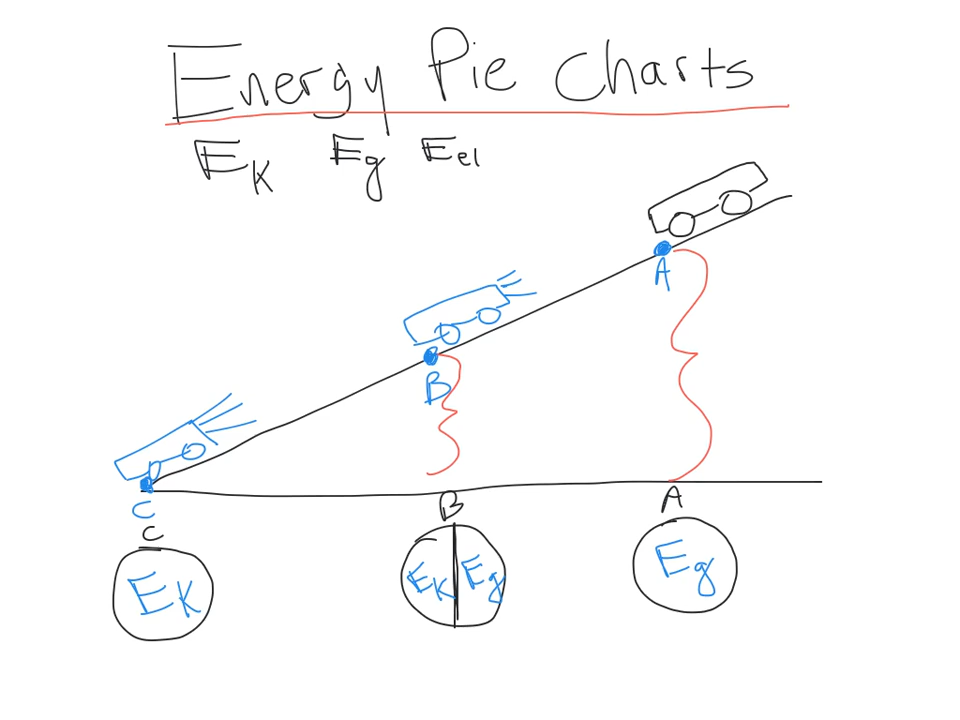 Energy Pie Charts
EK Eg Eel
A
B
C
C B A
EK EK Eg Eg